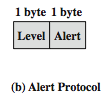 1 byte 1 byte
Level Alert
(b) Alert Protocol